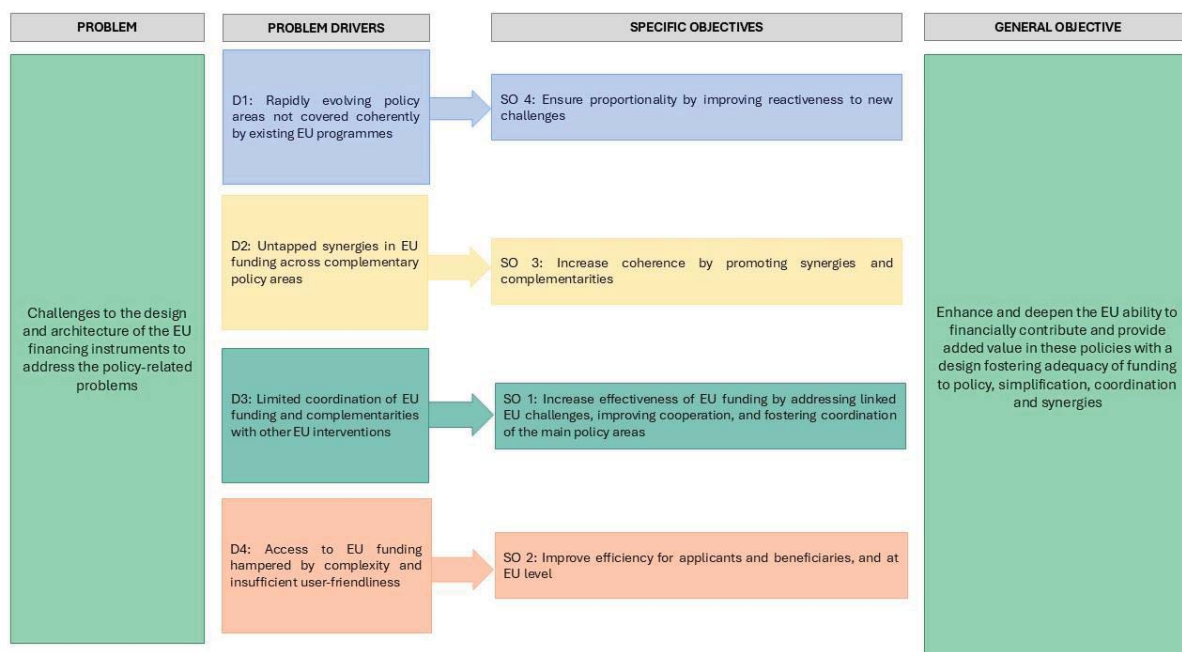 PROBLEM
PROBLEM DRIVERS
SPECIFIC OBJECTIVES
GENERAL OBJECTIVE
Challenges to the design
and architecture of the EU
financing instruments to
address the policy-related
problems
D1: Rapidly evolving policy
areas not covered coherently
by existing EU programmes
SO 4: Ensure proportionality by improving reactiveness to new
challenges
D2: Untapped synergies in EU
funding across complementary
policy areas
SO 3: Increase coherence by promoting synergies and
complementarities
D3: Limited coordination of EU
funding and complementarities
with other EU interventions
SO 1: Increase effectiveness of EU funding by addressing linked
EU challenges, improving cooperation, and fostering coordination
of the main policy areas
D4: Access to EU funding
hampered by complexity and
insufficient user-friendliness
SO 2: Improve efficiency for applicants and beneficiaries, and at
EU level
Enhance and deepen the EU ability to
financially contribute and provide
added value in these policies with a
design fostering adequacy of funding
to policy, simplification, coordination
and synergies